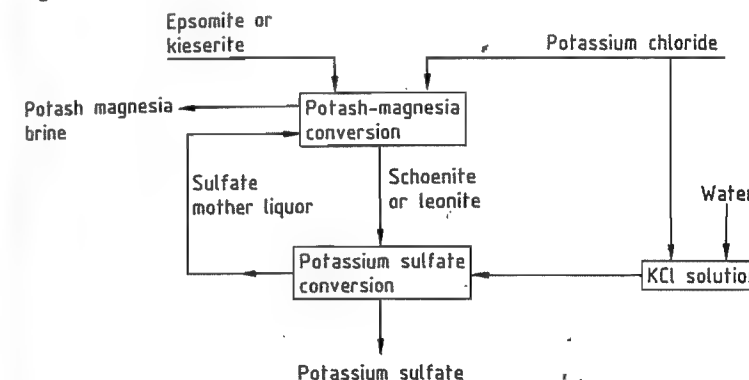 Epsomite or
kieserite
Potassium chloride
Potash magnesia
brine
Potash-magnesia
conversion
Sulfate
mother liquor
Schoenite
or leonite
Water
Potassium sulfate
conversion
KCl solutio
Potassium sulfate